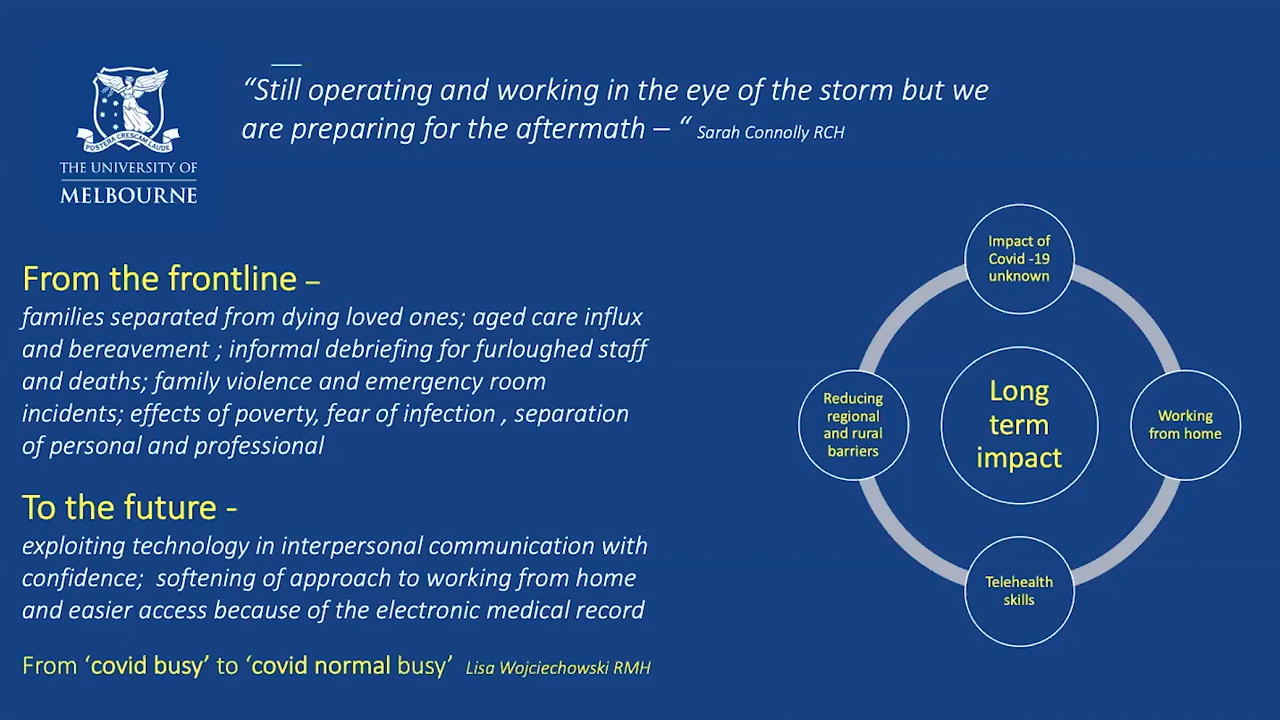 “Still operating and working in the eye of the storm but we
are preparing for the aftermath – “ Sarah Connolly RCH
POSTERA CRESCAM LAUDE
THE UNIVERSITY OF
MELBOURNE
From the frontline –
families separated from dying loved ones; aged care influx
and bereavement ; informal debriefing for furloughed staff
and deaths; family violence and emergency room
incidents; effects of poverty, fear of infection , separation
of personal and professional
To the future -
exploiting technology in interpersonal communication with
confidence;  softening of approach to working from home
and easier access because of the electronic medical record
From ‘covid busy’ to ‘covid normal busy’ Lisa Wojciechowski RMH
Impact of
Covid -19
unknown
Working
from home
Telehealth
skills
Reducing
regional
and rural
barriers
Long
term
impact